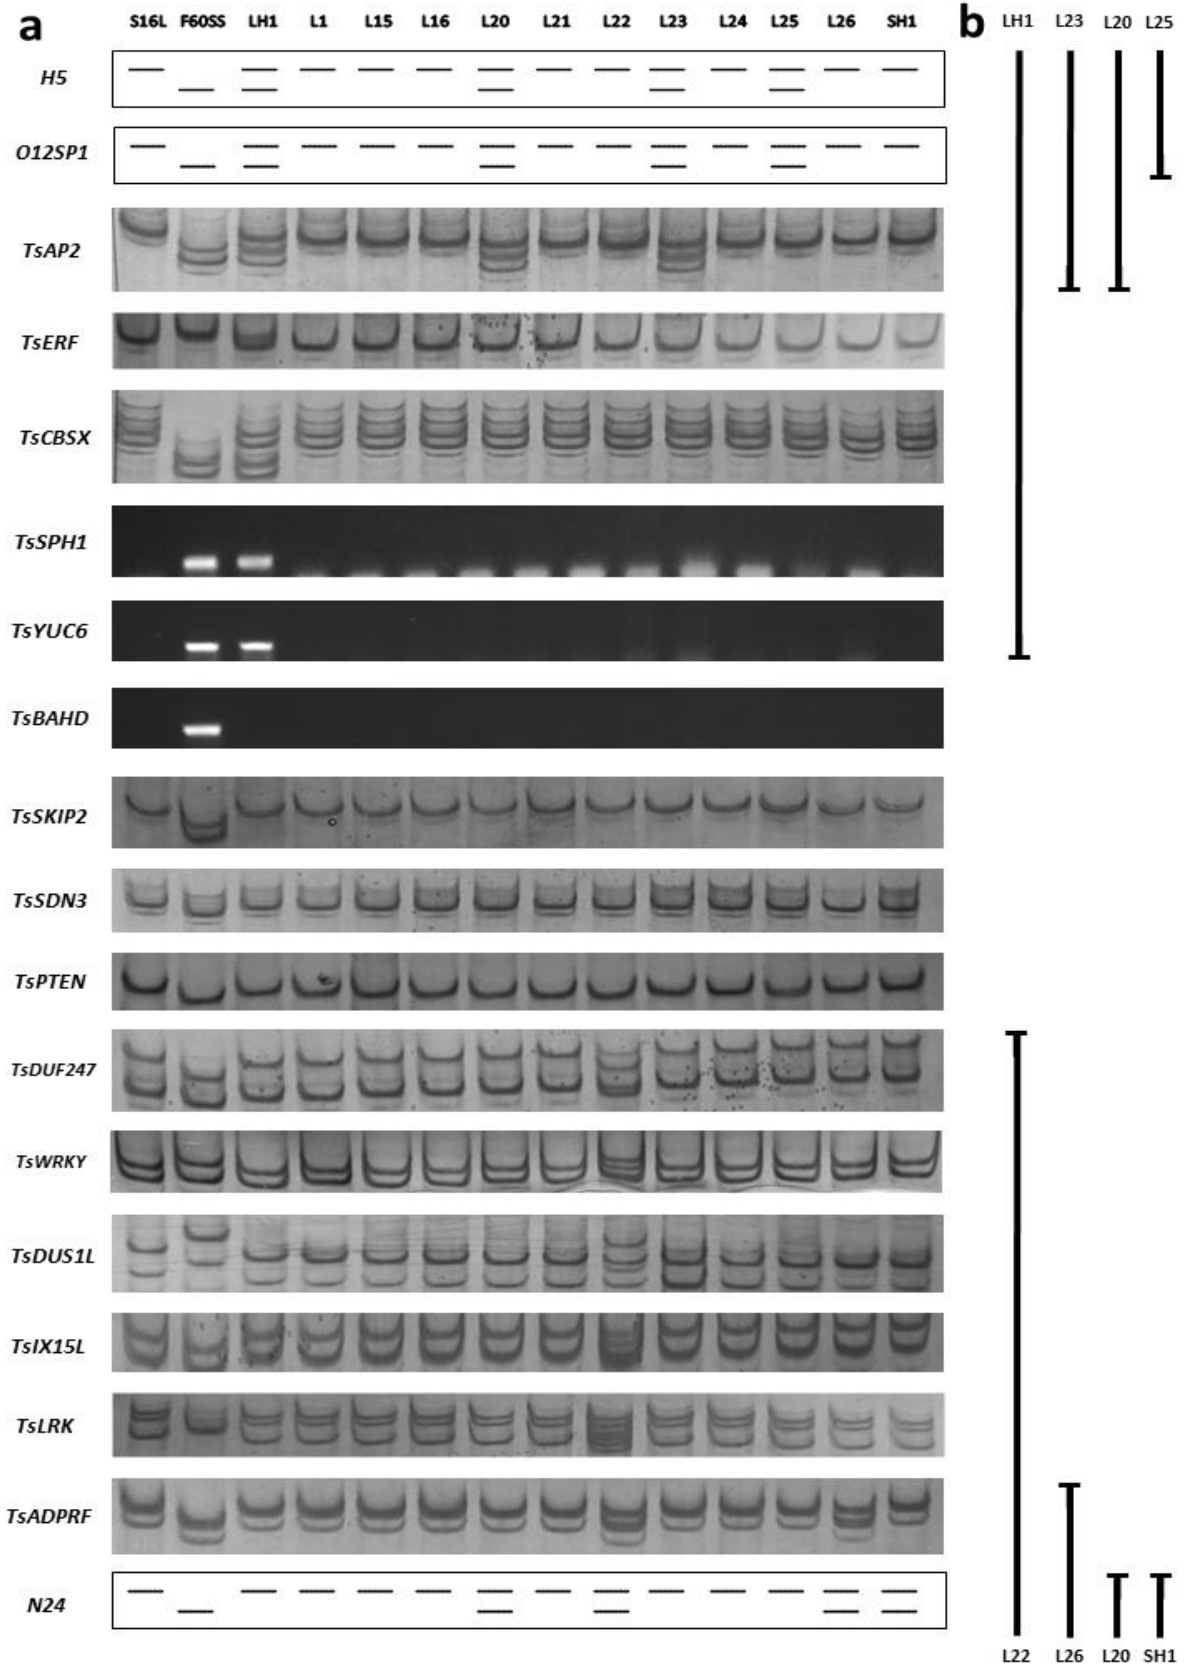 a S16L F60SS LH1 L1 L15 L16 L20 L21 L22 L23 L24 L25 L26 SH1 b LH1 L23 L20 L25
H5
O12SP1
TsAP2
TsERF
TsCBSX
TsSPH1
TsYUC6
TsBAHD
TsSKIP2
TsSDN3
TsPTEN
TsDUF247
TsWRKY
TsDUS1L
TsIX15L
TsLRK
TsADPRF
N24
L22 L26 L20 SH1